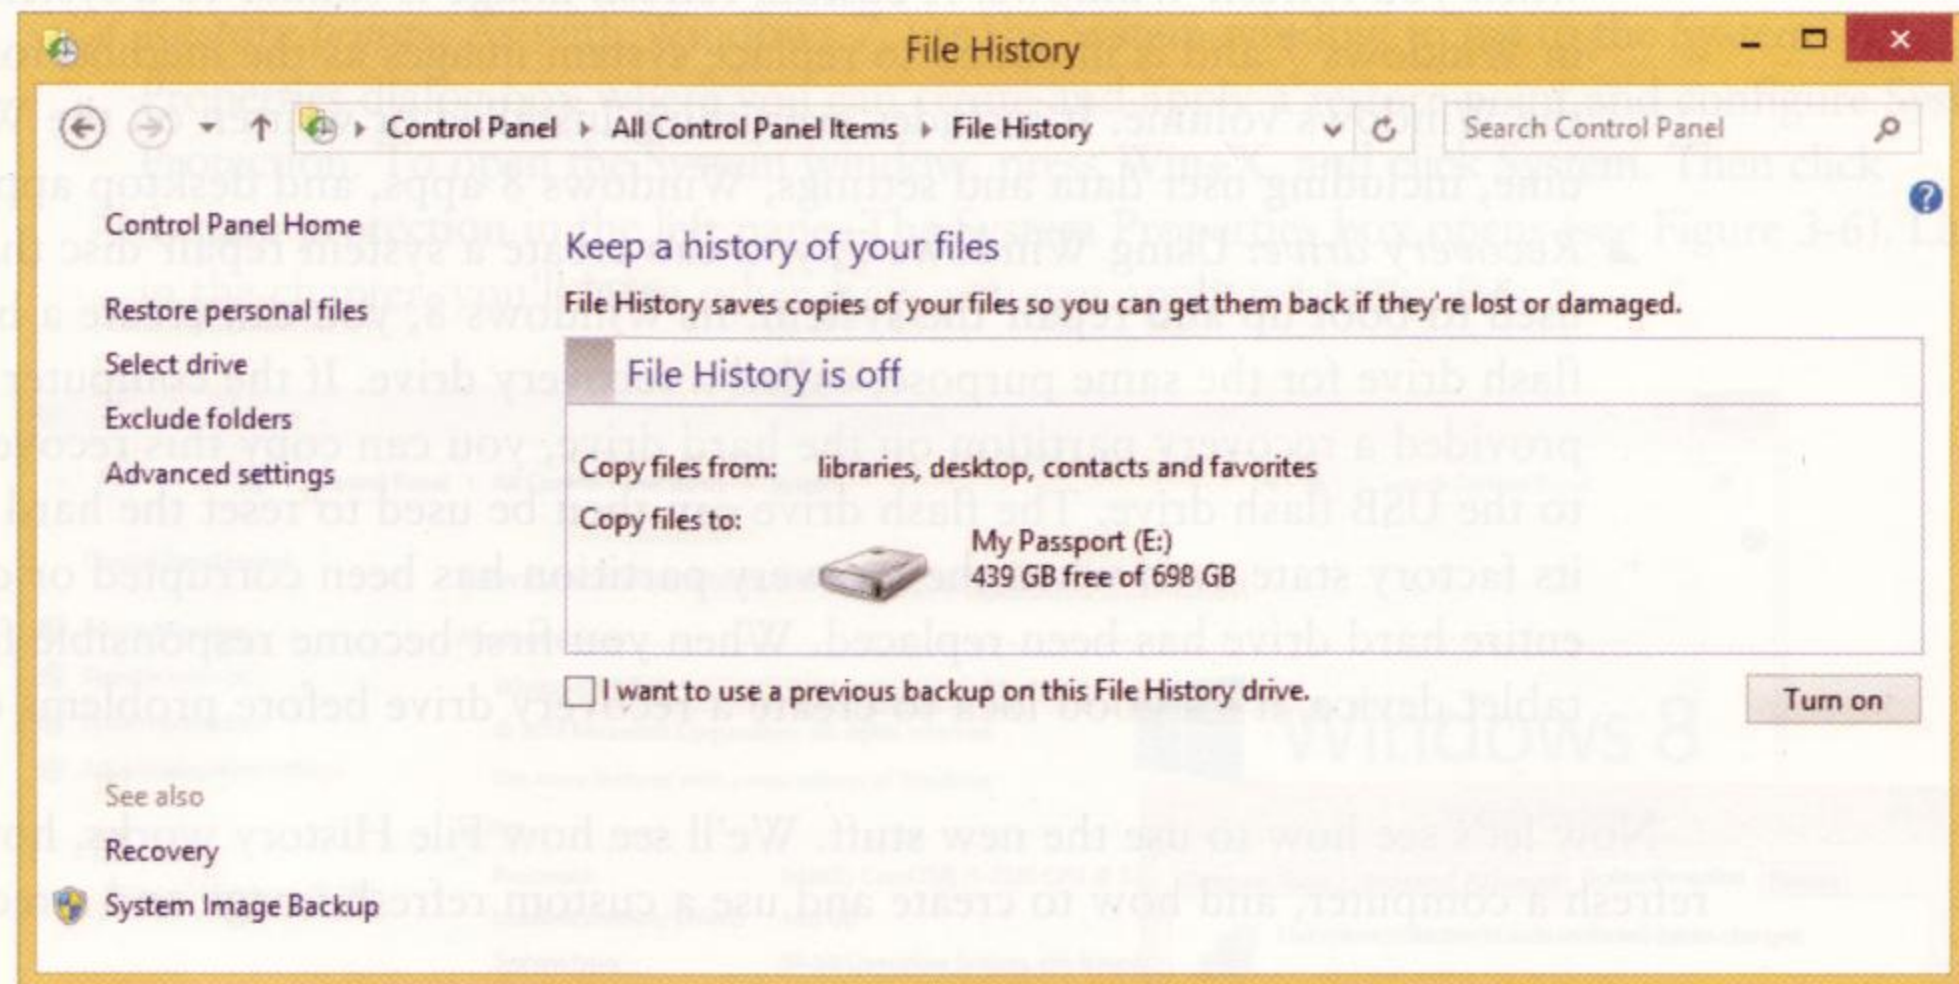 File History
Control Panel ▸ All Control Panel Items ▸ File History
Search Control Panel
Control Panel Home
Restore personal files
Select drive
Exclude folders
Advanced settings
See also
Recovery
System Image Backup
Keep a history of your files
File History saves copies of your files so you can get them back if they're lost or damaged.
File History is off
Copy files from: libraries, desktop, contacts and favorites
Copy files to:
My Passport (E:)
439 GB free of 698 GB
I want to use a previous backup on this File History drive.
Turn on